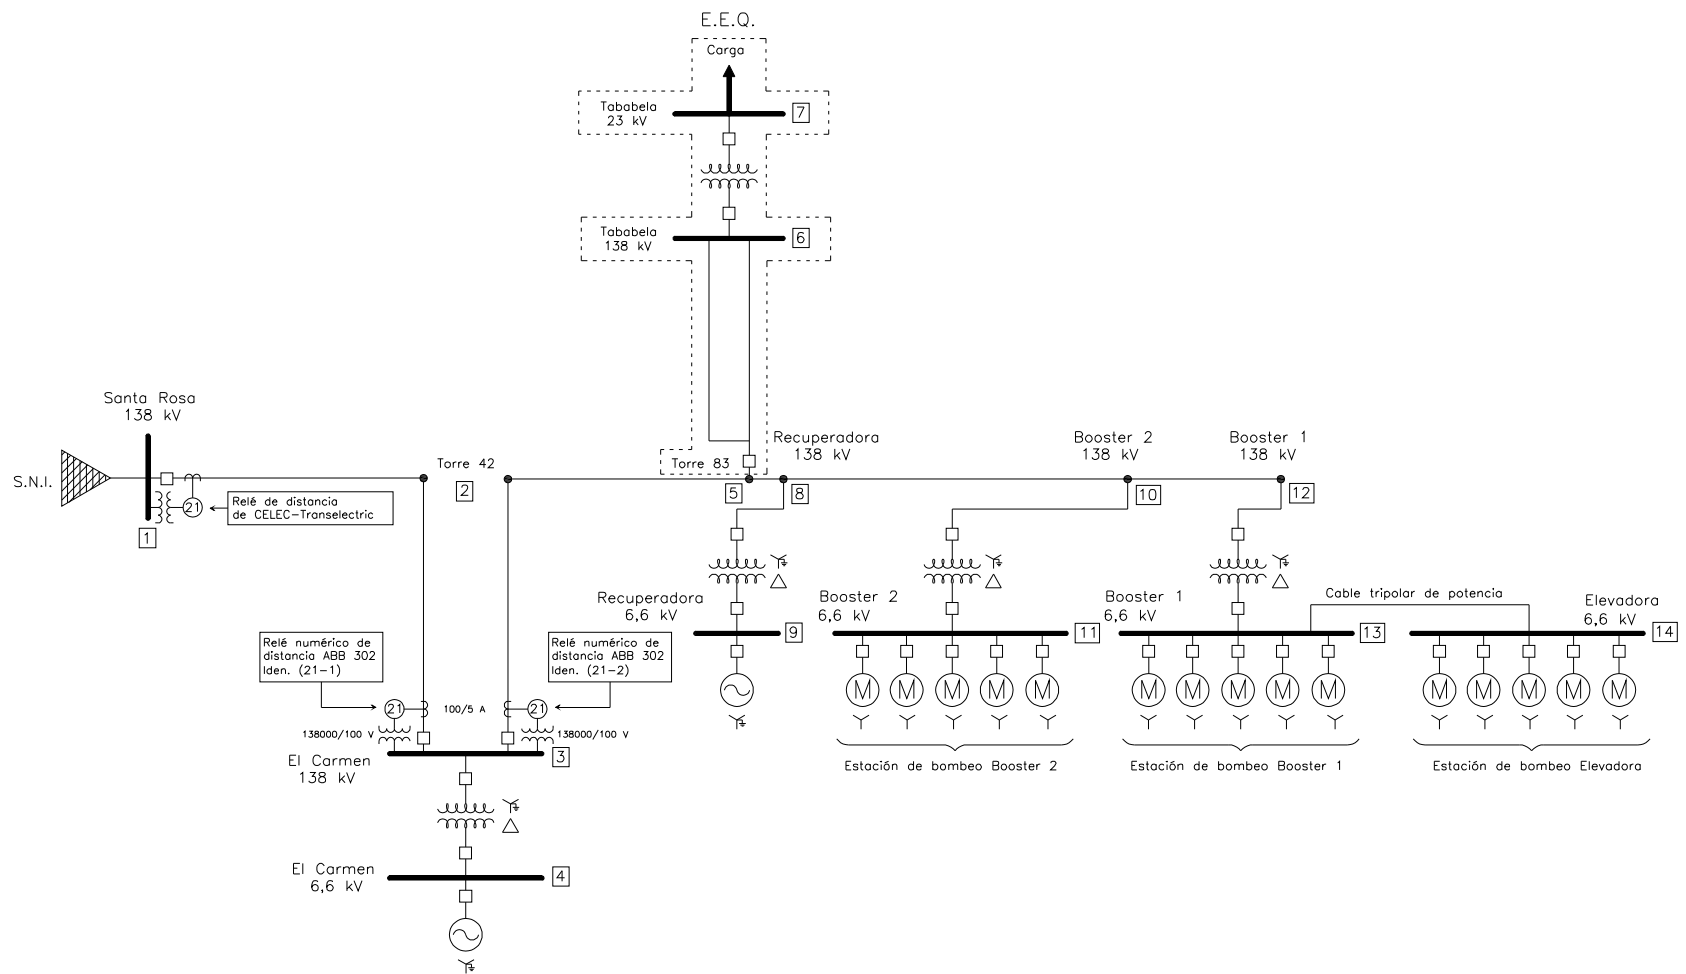 E.E.Q.
Carga
Tababela
23 kV
7
Tababela
138 kV
6
Santa Rosa
138 kV
S.N.I.
21
Relé de distancia
de CELEC-Transelectric
1
Torre 42
2
Torre 83
Recuperadora
138 kV
5
8
Booster 2
138 kV
10
Booster 1
138 kV
12
Recuperadora
6,6 kV
9
Booster 2
6,6 kV
11
Booster 1
6,6 kV
13
Cable tripolar de potencia
Elevadora
6,6 kV
14
Relé numérico de
distancia ABB 302
Iden. (21-1)
Relé numérico de
distancia ABB 302
Iden. (21-2)
21
100/5 A
21
138000/100 V
138000/100 V
El Carmen
138 kV
3
M M M M M
M M M M M
M M M M M
Estación de bombeo Booster 2
Estación de bombeo Booster 1
Estación de bombeo Elevadora
El Carmen
6,6 kV
4